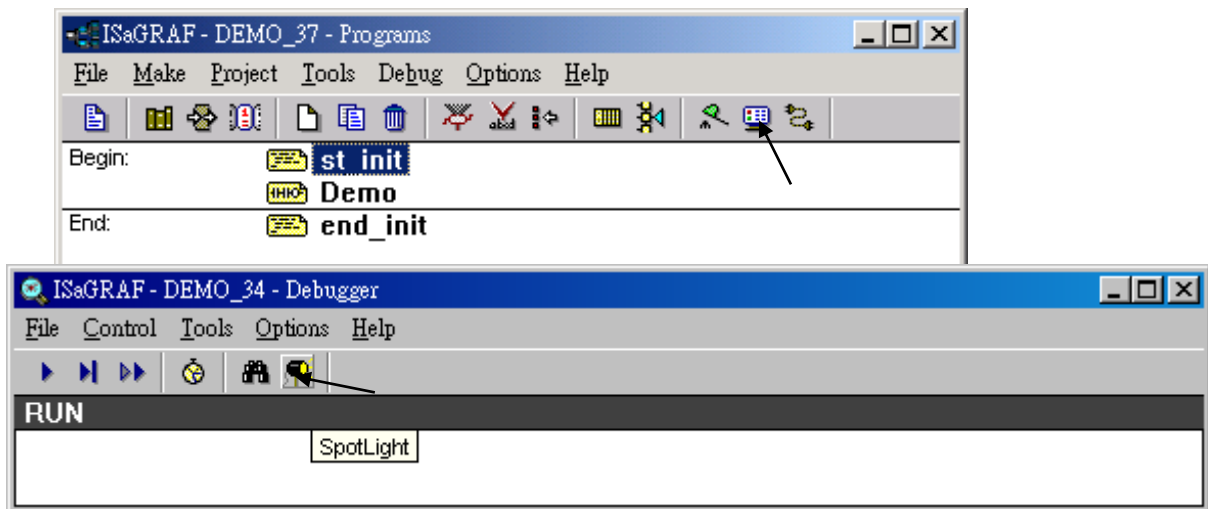 ISaGRAF - DEMO_37 - Programs
File Make Project Tools Debug Options Help
Begin: st_init
Demo
End: end_init
ISaGRAF - DEMO_34 - Debugger
File Control Tools Options Help
RUN
SpotLight